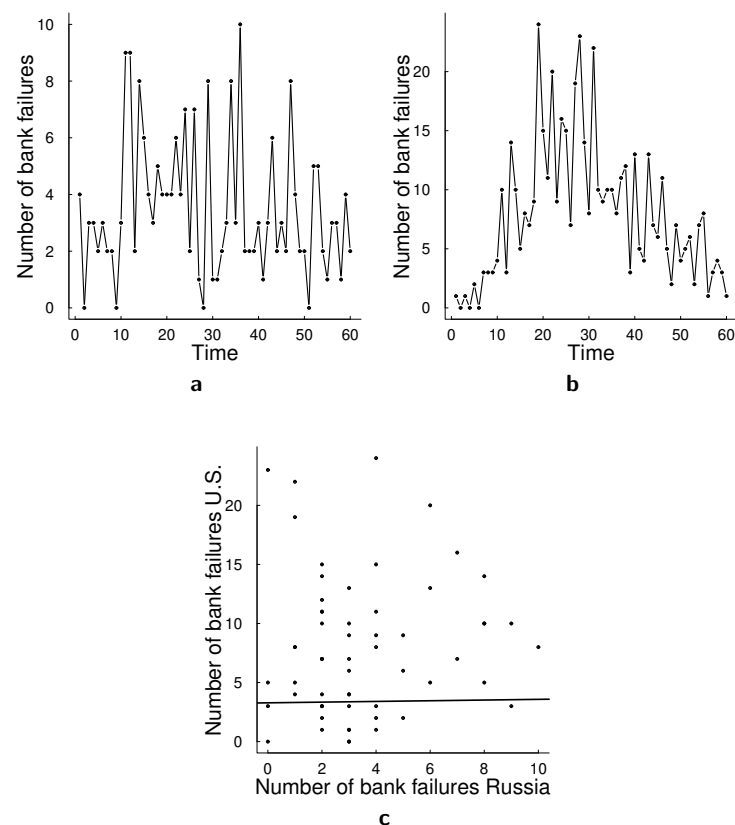 Number of bank failures
10
8
6
4
2
0
0 10 20 30 40 50 60
Time
a
Number of bank failures
20
15
10
5
0
0 10 20 30 40 50 60
Time
b
Number of bank failures U.S.
20
15
10
5
0
0 2 4 6 8 10
Number of bank failures Russia
c